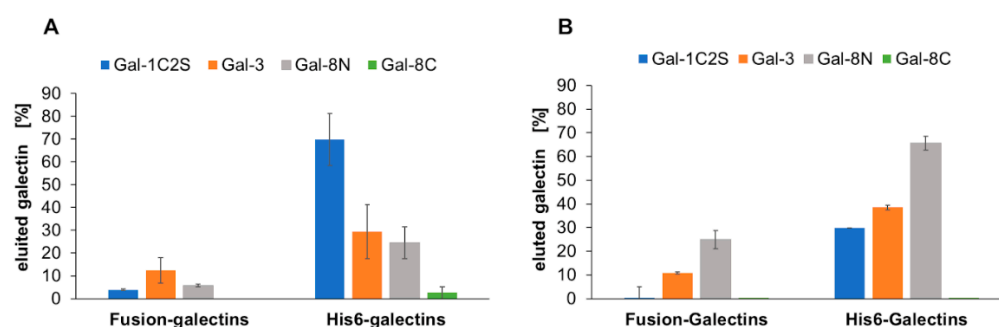 A
Gal-1C2S Gal-3 Gal-8N Gal-8C
eluited galectin [%]
90
80
70
60
50
40
30
20
10
0
Fusion-galectins His6-galectins
B
Gal-1C2S Gal-3 Gal-8N Gal-8C
eluted galectin [%]
90
80
70
60
50
40
30
20
10
0
Fusion-Galectins His6-Galectins